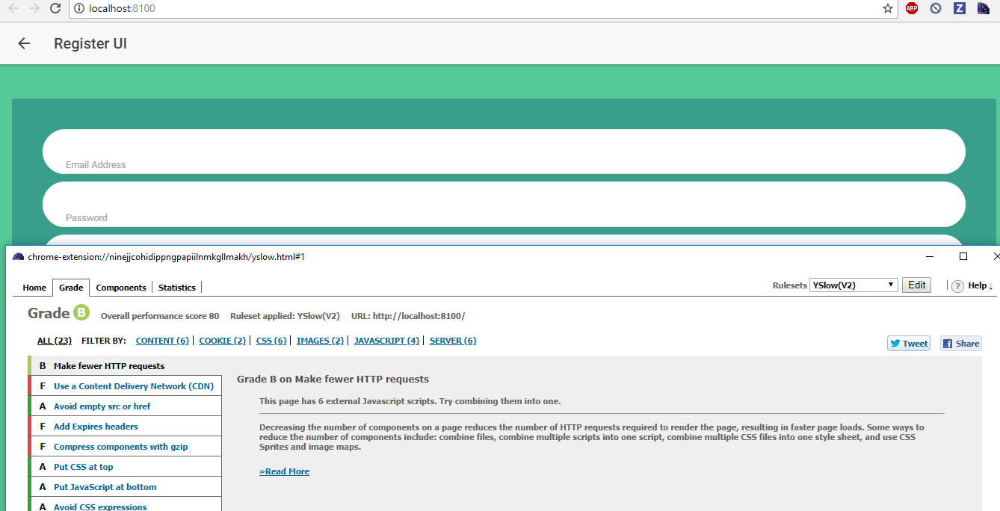 localhost:8100
ABP
Z
Register UI
Email Address
Password
chrome-extension://ninejjcohidippngpapiilnmkgllmakh/yslow.html#1
Home Grade Components Statistics Rulesets YSlow(V2) Edit ? Help ↓
Grade B Overall performance score 80 Ruleset applied: YSlow(V2) URL: http://localhost:8100/
ALL (23) FILTER BY: CONTENT (6) COOKIE (2) CSS (6) IMAGES (2) JAVASCRIPT (4) SERVER (6)
Tweet Share
B Make fewer HTTP requests
F Use a Content Delivery Network (CDN)
A Avoid empty src or href
F Add Expires headers
F Compress components with gzip
A Put CSS at top
A Put JavaScript at bottom
A Avoid CSS expressions
Grade B on Make fewer HTTP requests
This page has 6 external Javascript scripts. Try combining them into one.
Decreasing the number of components on a page reduces the number of HTTP requests required to render the page, resulting in faster page loads. Some ways to
reduce the number of components include: combine files, combine multiple scripts into one script, combine multiple CSS files into one style sheet, and use CSS
Sprites and image maps.
»Read More